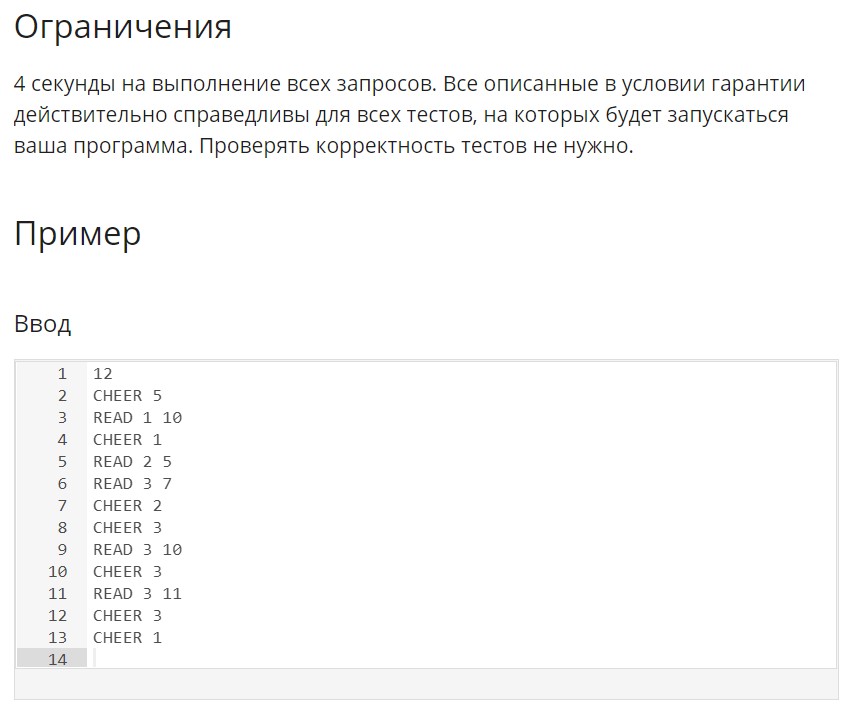 Ограничения
4 секунды на выполнение всех запросов. Все описанные в условии гарантии
действительно справедливы для всех тестов, на которых будет запускаться
ваша программа. Проверять корректность тестов не нужно.
Пример
Ввод
1 12
2 CHEER 5
3 READ 1 10
4 CHEER 1
5 READ 2 5
6 READ 3 7
7 CHEER 2
8 CHEER 3
9 READ 3 10
10 CHEER 3
11 READ 3 11
12 CHEER 3
13 CHEER 1
14